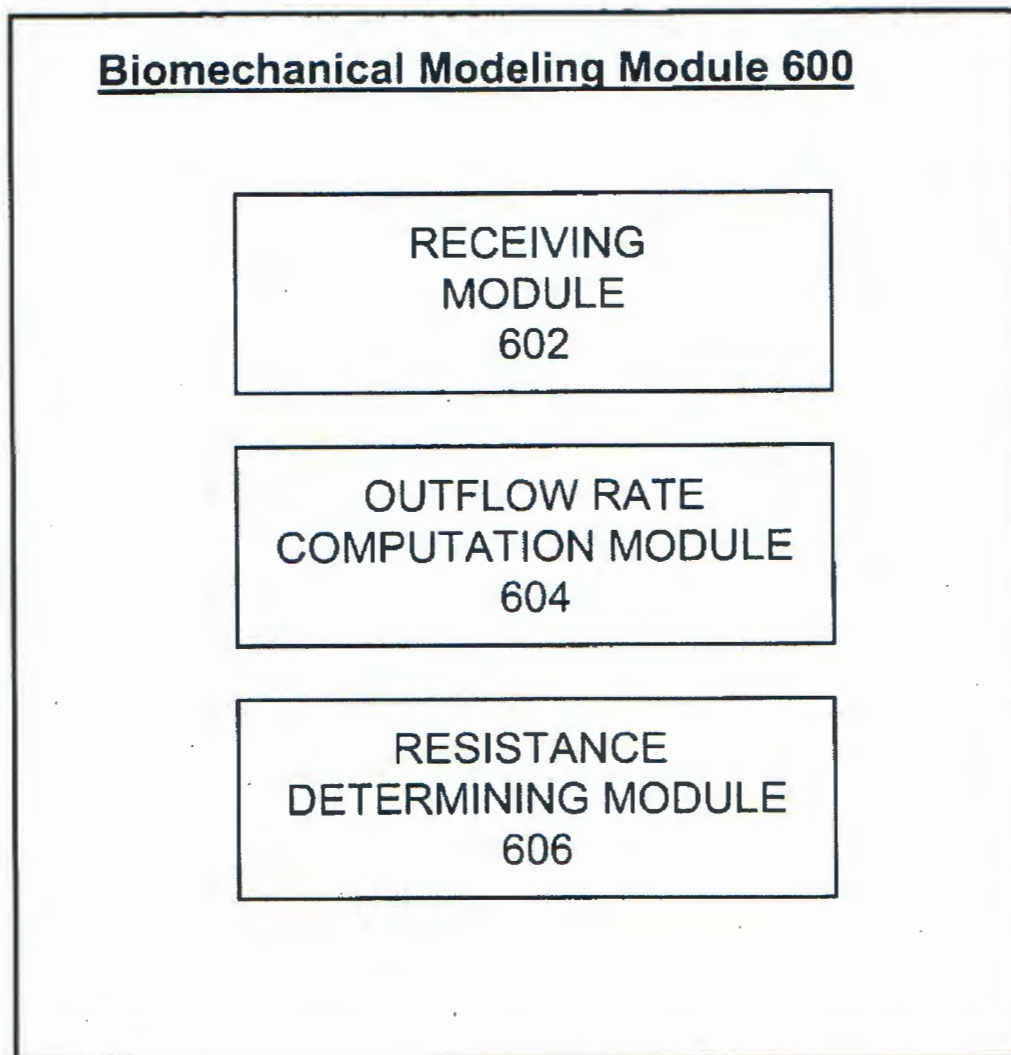 Biomechanical Modeling Module 600
RECEIVING
MODULE
602
OUTFLOW RATE
COMPUTATION MODULE
604
RESISTANCE
DETERMINING MODULE
606